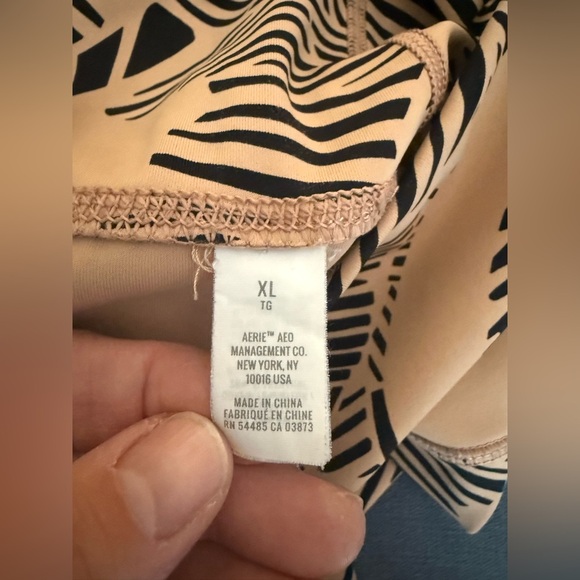 XL
TG
AERIE™ AEO
MANAGEMENT CO.
NEW YORK, NY
10016 USA
MADE IN CHINA
FABRIQUÉ EN CHINE
RN 54485 CA 03873